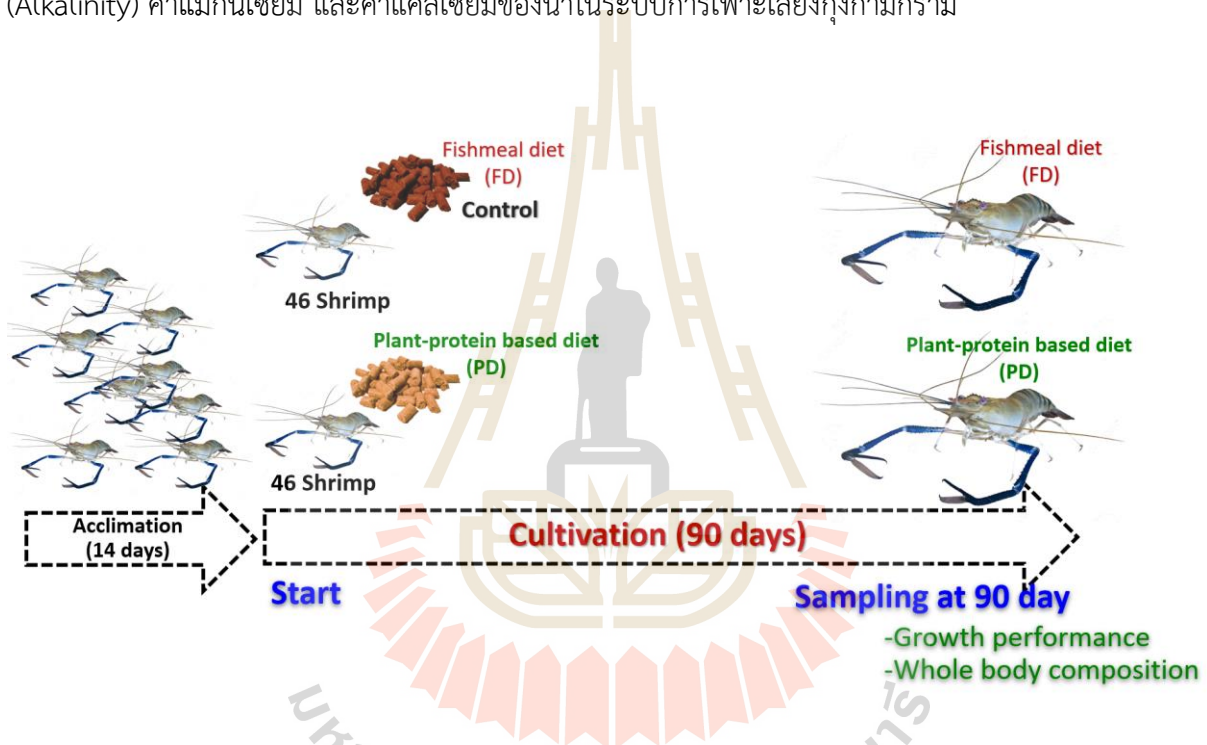 (Alkalinity) ค่าแมกนีเซียม และค่าแคลเซียมของน้ำในระบบการเพาะเลี้ยงกุ้งก้ามกราม
Fishmeal diet
(FD)
Control
46 Shrimp
Plant-protein based diet
(PD)
46 Shrimp
Fishmeal diet
(FD)
Plant-protein based diet
(PD)
Acclimation
(14 days)
Cultivation (90 days)
Start
Sampling at 90 day
-Growth performance
-Whole body composition